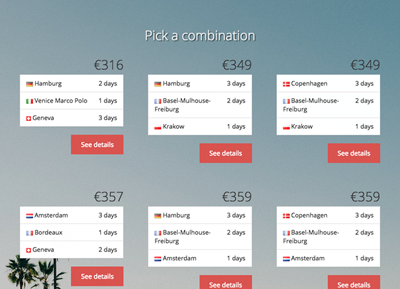 Pick a combination
€316
Hamburg 2 days
Venice Marco Polo 1 days
Geneva 3 days
See details
€349
Hamburg 3 days
Basel-Mulhouse- 2 days
Freiburg
Krakow 1 days
See details
€349
Copenhagen 3 days
Basel-Mulhouse- 2 days
Freiburg
Krakow 1 days
See details
€357
Amsterdam 3 days
Bordeaux 1 days
Geneva 2 days
See details
€359
Hamburg 3 days
Basel-Mulhouse- 2 days
Freiburg
Amsterdam 1 days
See details
€359
Copenhagen 3 days
Basel-Mulhouse- 2 days
Freiburg
Amsterdam 1 days
See details